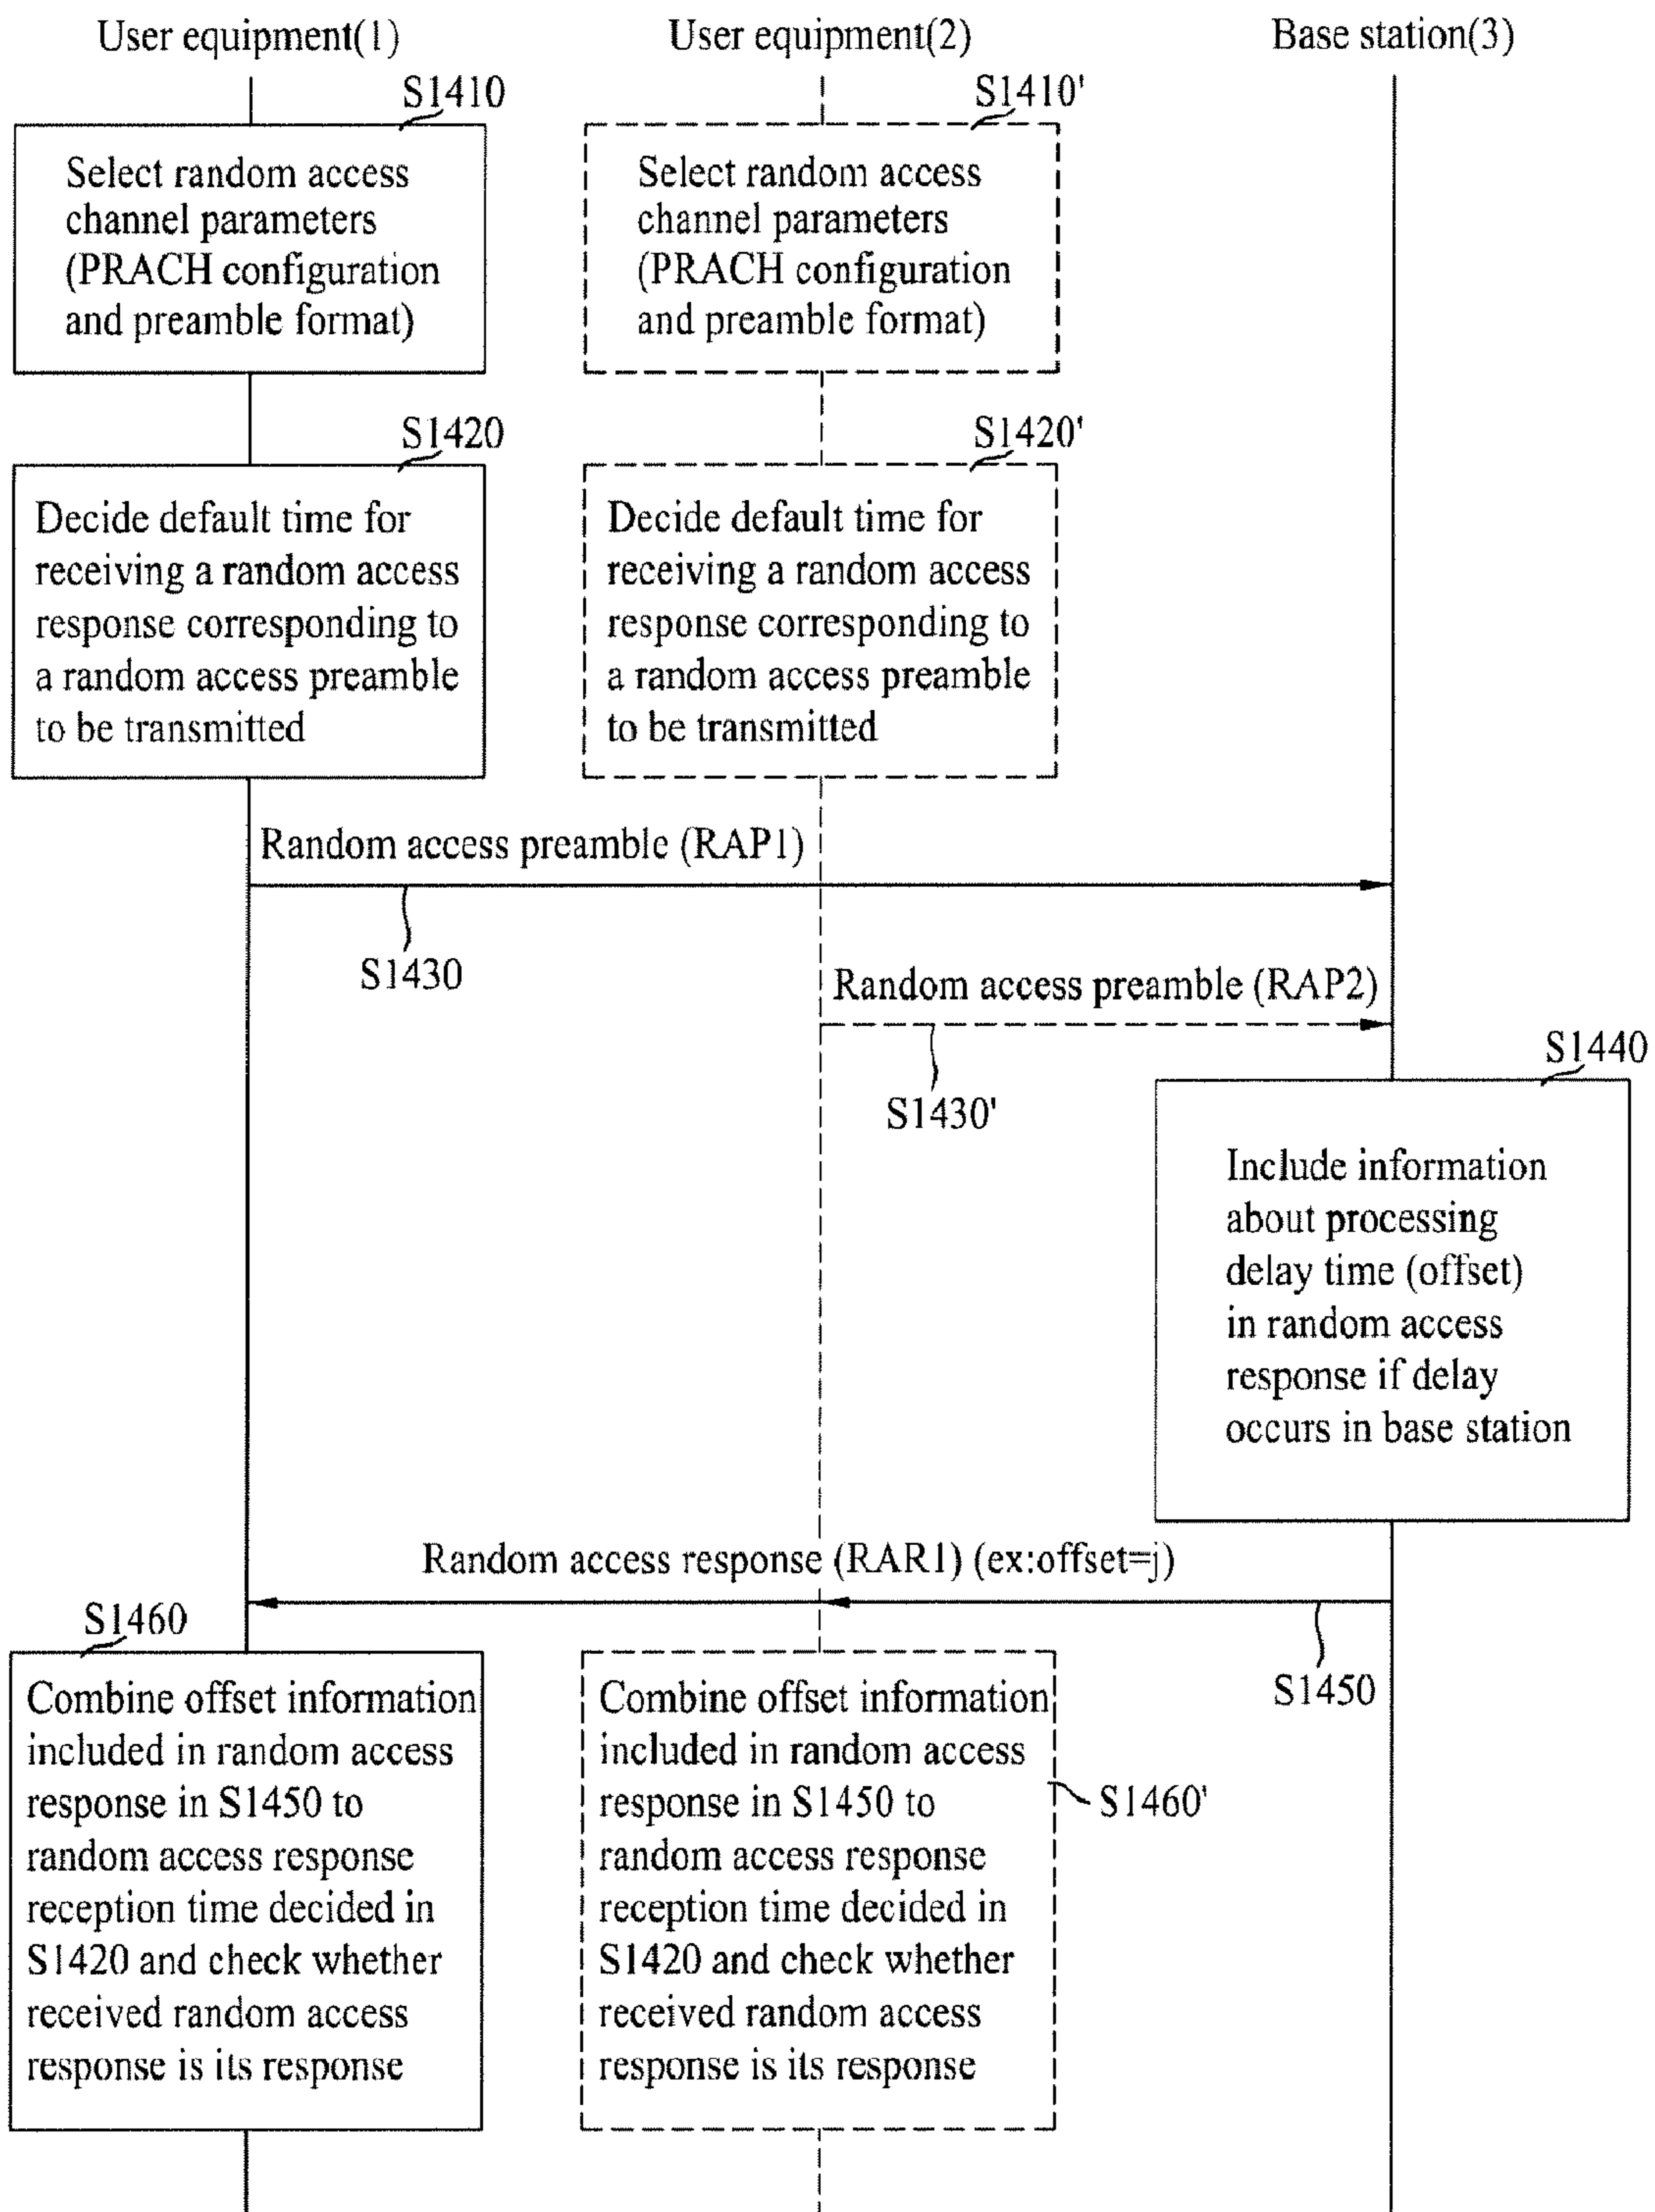 User equipment(1)
User equipment(2)
Base station(3)
S1410
S1410'
Select random access
channel parameters
(PRACH configuration
and preamble format)
Select random access
channel parameters
(PRACH configuration
and preamble format)
S1420
S1420'
Decide default time for
receiving a random access
response corresponding to
a random access preamble
to be transmitted
Decide default time for
receiving a random access
response corresponding to
a random access preamble
to be transmitted
Random access preamble (RAP1)
S1430
Random access preamble (RAP2)
S1430'
S1440
Include information
about processing
delay time (offset)
in random access
response if delay
occurs in base station
Random access response (RAR1) (ex:offset=j)
S1450
S1460
Combine offset information
included in random access
response in S1450 to
random access response
reception time decided in
S1420 and check whether
received random access
response is its response
Combine offset information
included in random access
response in S1450 to
random access response
reception time decided in
S1420 and check whether
received random access
response is its response
S1460'